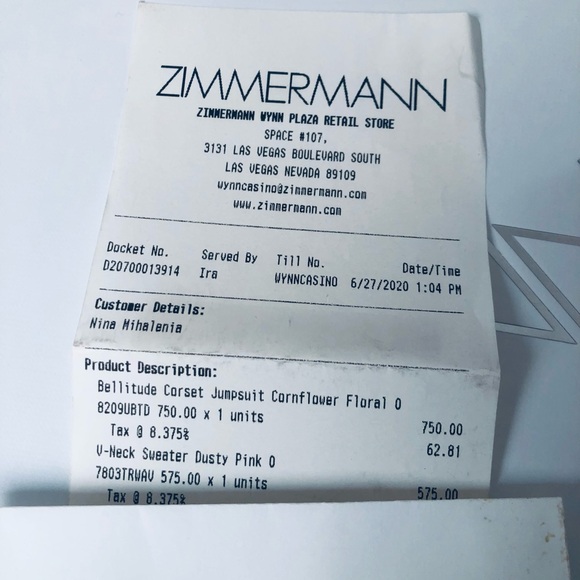 ZIMMERMANN
ZIMMERMANN WYNN PLAZA RETAIL STORE
SPACE #107,
3131 LAS VEGAS BOULEVARD SOUTH
LAS VEGAS NEVADA 89109
wynncasino@zimmermann.com
www.zimmermann.com
Docket No. Served By Till No. Date/Time
D20700013914 Ira WYNNCASINO 6/27/2020 1:04 PM
Customer Details:
Nina Mihalenia
Product Description:
Bellitude Corset Jumpsuit Cornflower Floral 0
8209UBTD 750.00 x 1 units 750.00
Tax @ 8.375% 62.81
V-Neck Sweater Dusty Pink 0
7803TRWAV 575.00 x 1 units 575.00
Tax @ 8.375%